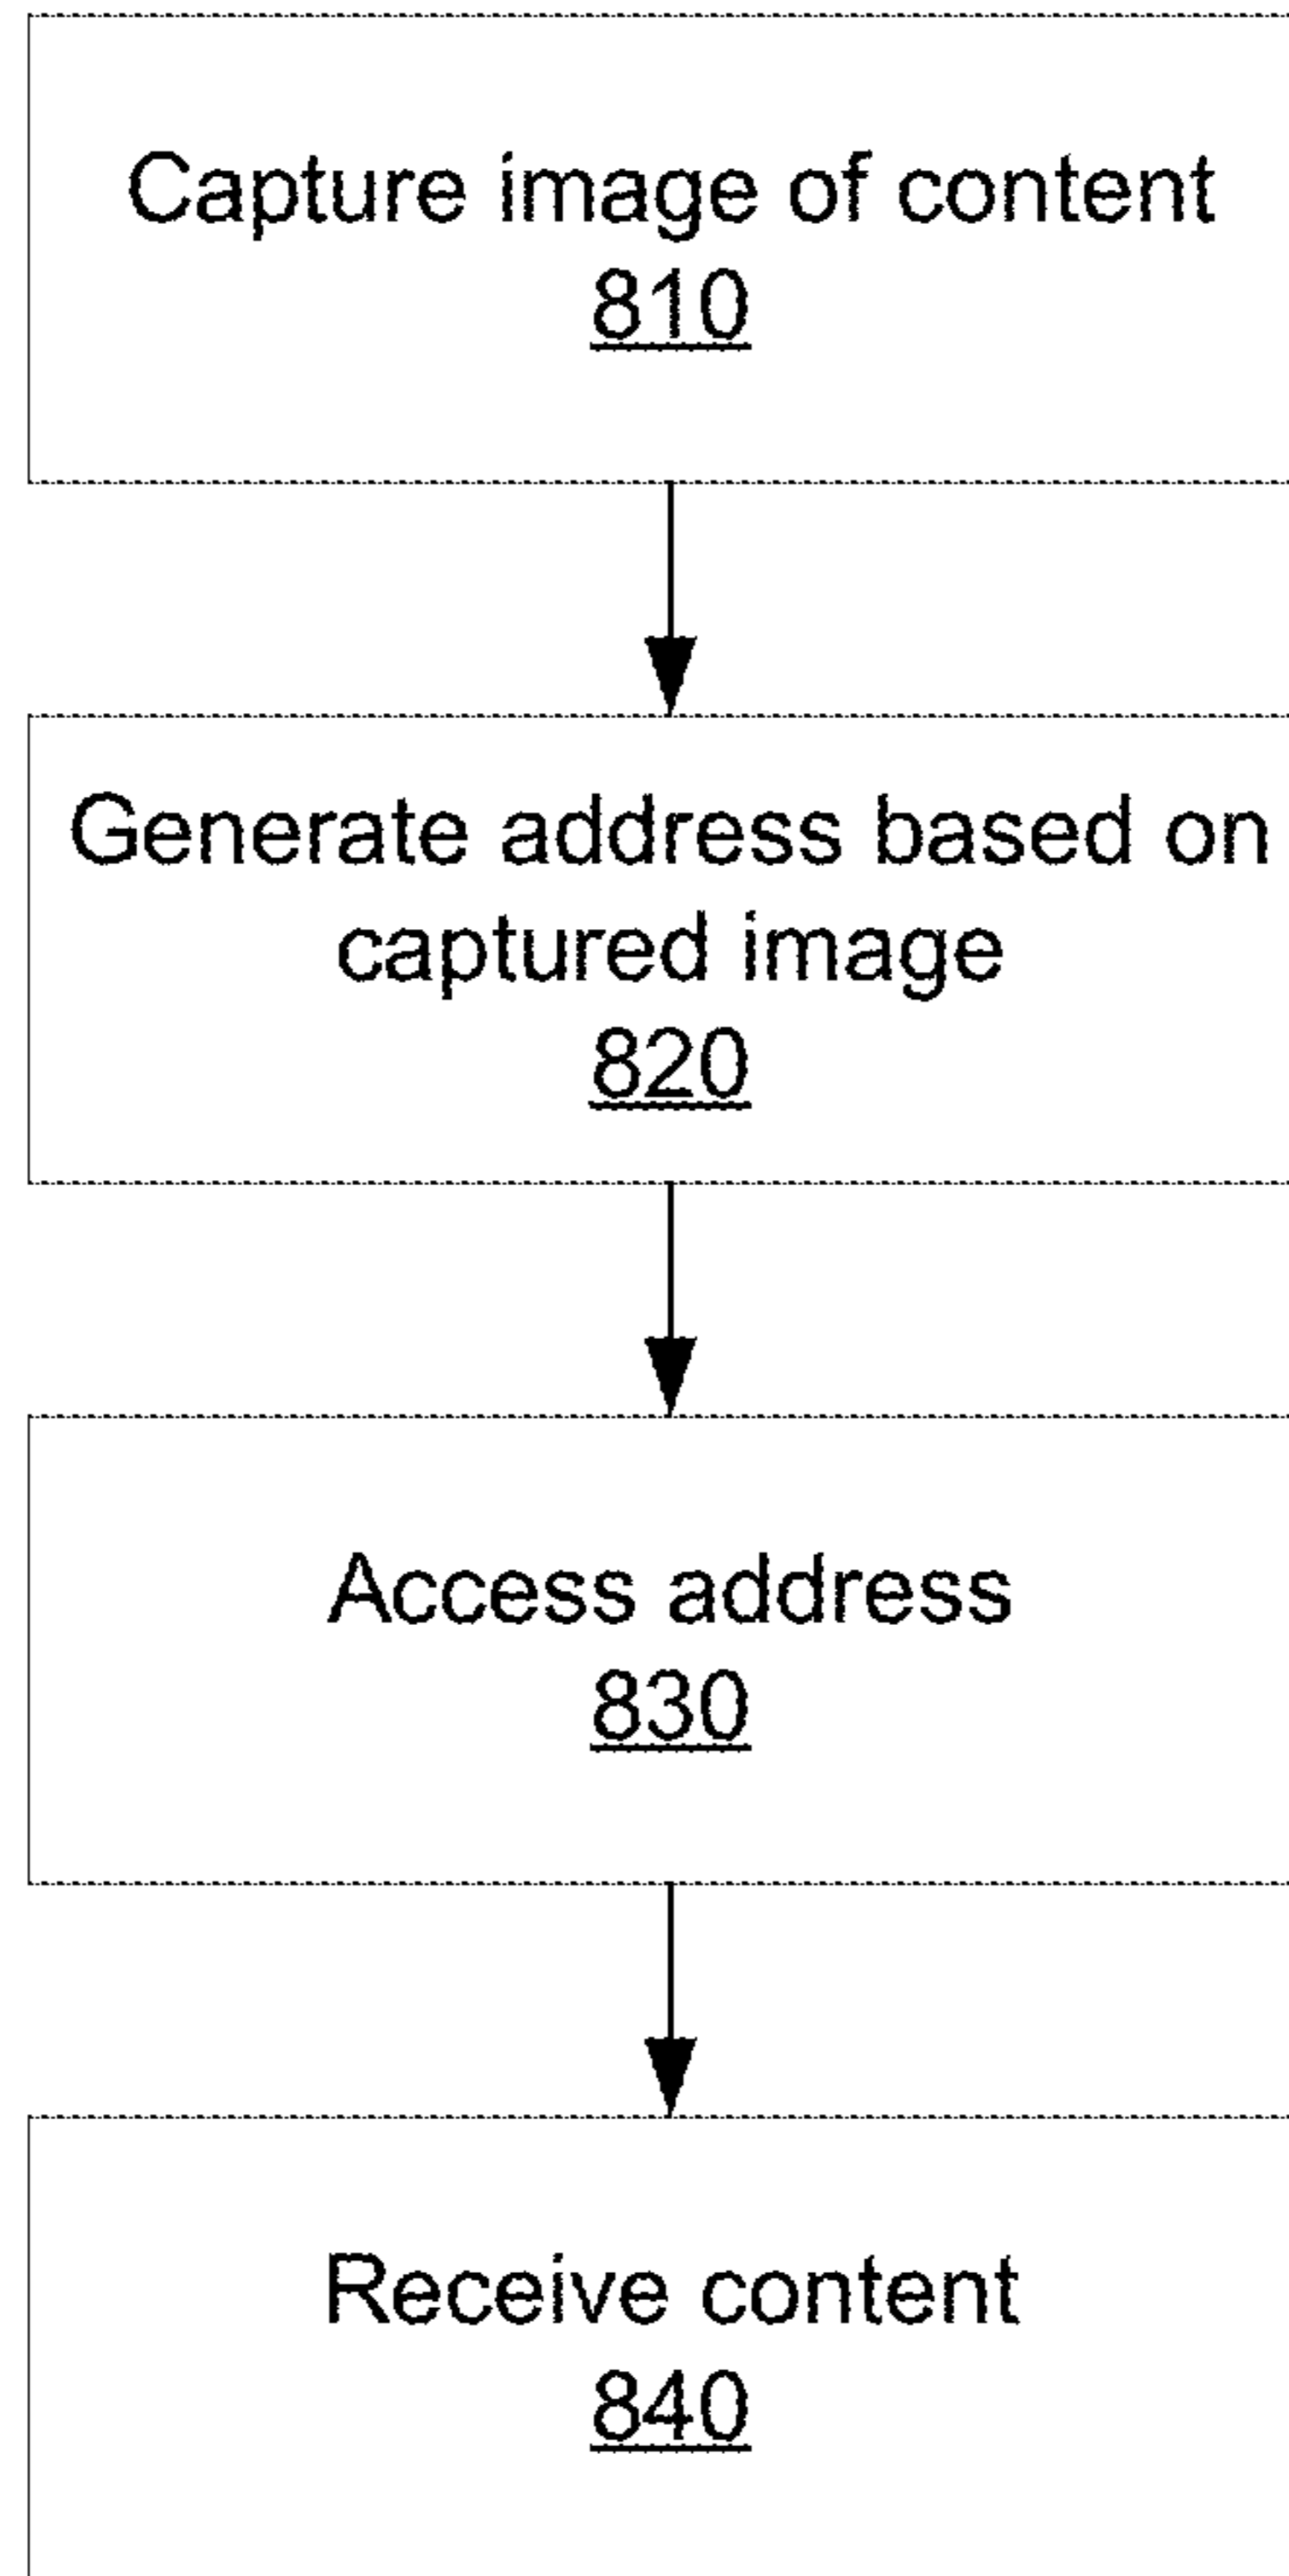 Capture image of content
810
Generate address based on
captured image
820
Access address
830
Receive content
840